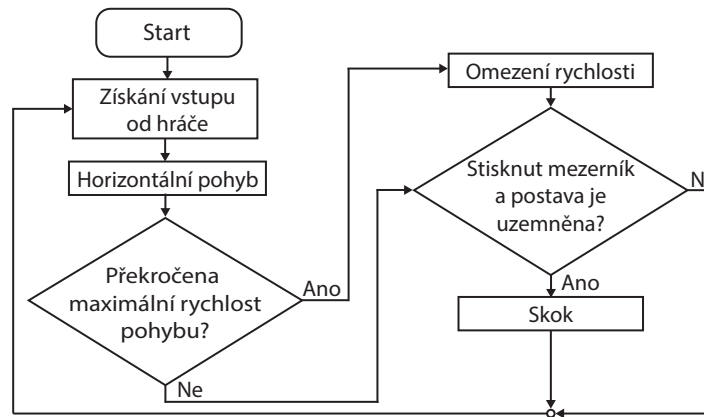 Start
Získání vstupu
od hráče
Horizontální pohyb
Překročena
maximální rychlost
pohybu?
Ano
Ne
Omezení rychlosti
Stisknut mezerník
a postava je
uzemněna?
N
Ano
Skok